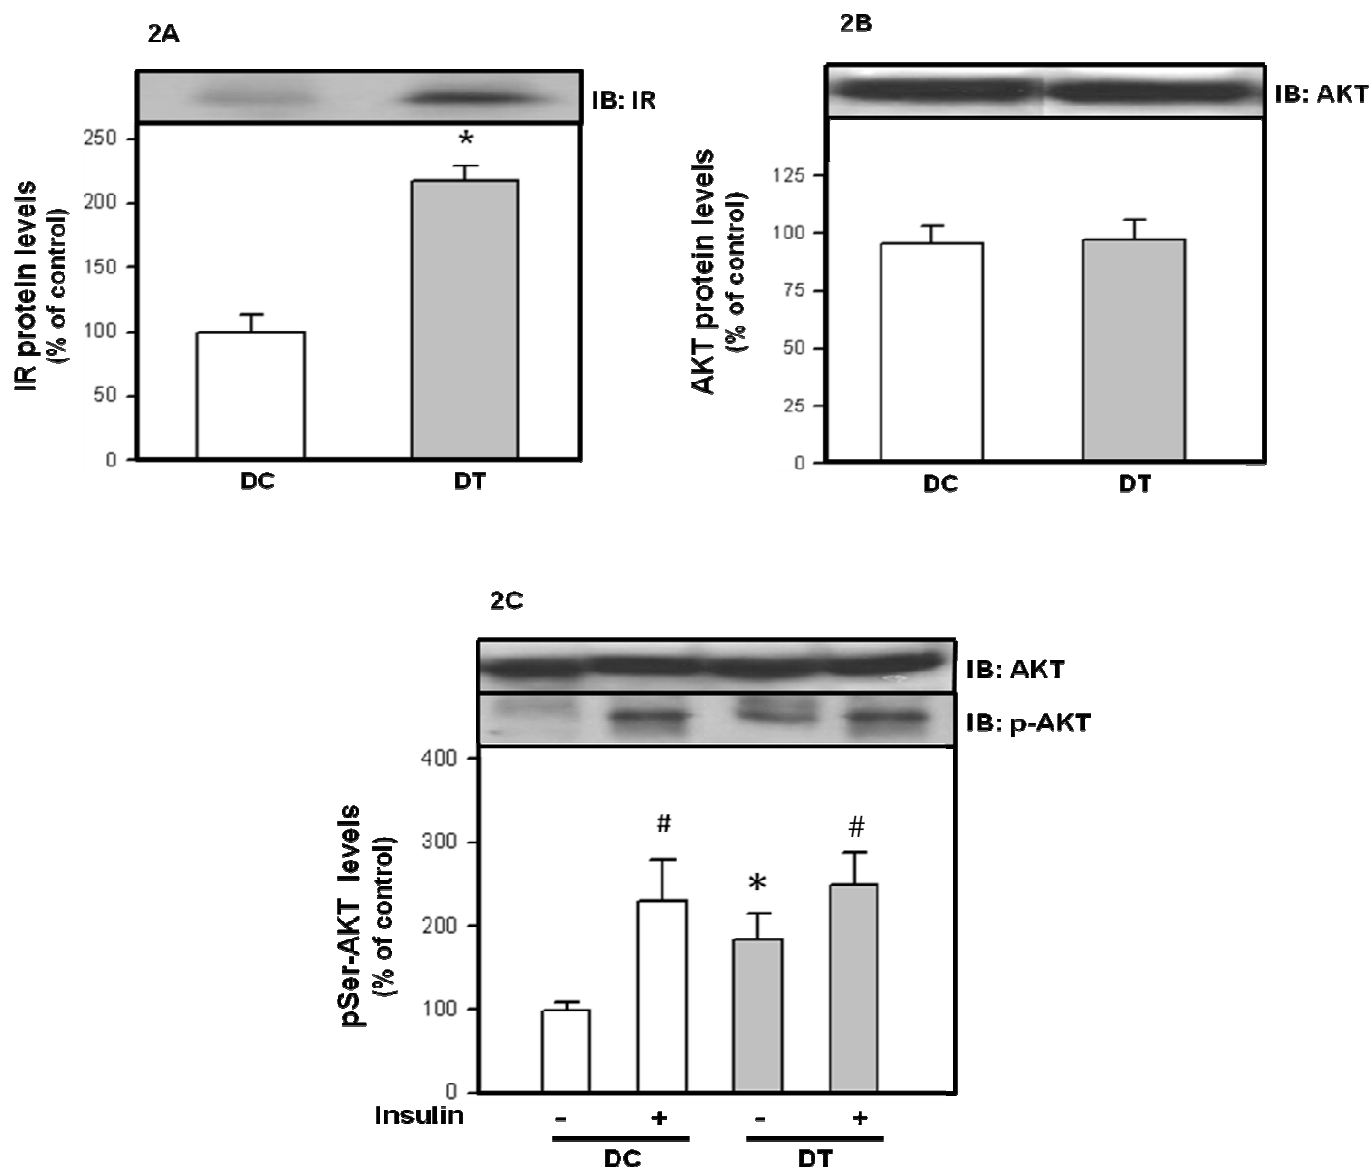 2A
IB: IR
250
200
150
100
50
0
IR protein levels
(% of control)
*
DC
DT
2B
IB: AKT
125
100
75
50
25
0
AKT protein levels
(% of control)
DC
DT
2C
IB: AKT
IB: p-AKT
400
300
200
100
0
pSer-AKT levels
(% of control)
#
*
#
Insulin - + - +
DC DT